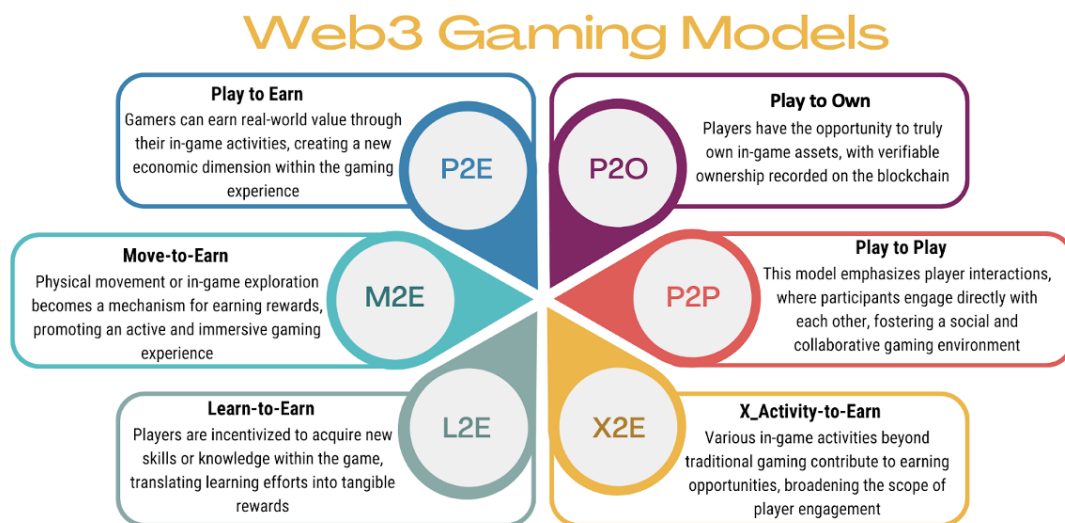 Web3 Gaming Models
Play to Earn
Gamers can earn real-world value through
their in-game activities, creating a new
economic dimension within the gaming
experience
P2E
P2O
Play to Own
Players have the opportunity to truly
own in-game assets, with verifiable
ownership recorded on the blockchain
Move-to-Earn
Physical movement or in-game exploration
becomes a mechanism for earning rewards,
promoting an active and immersive gaming
experience
M2E
P2P
Play to Play
This model emphasizes player interactions,
where participants engage directly with
each other, fostering a social and
collaborative gaming environment
Learn-to-Earn
Players are incentivized to acquire new
skills or knowledge within the game,
translating learning efforts into tangible
rewards
L2E
X2E
X_Activity-to-Earn
Various in-game activities beyond
traditional gaming contribute to earning
opportunities, broadening the scope of
player engagement